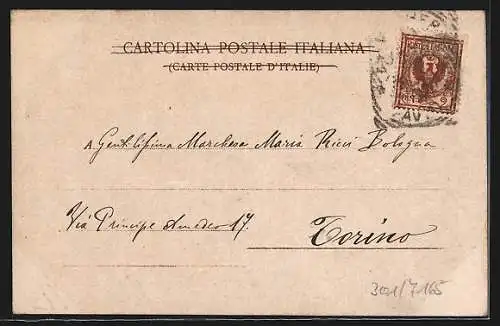 CARTOLINA POSTALE ITALIANA
(CARTE POSTALE D'ITALIE)
A Gentilissima Marchesa Maria Ricci Bologna
Via Principe Amedeo 17.
Torino
301/7165